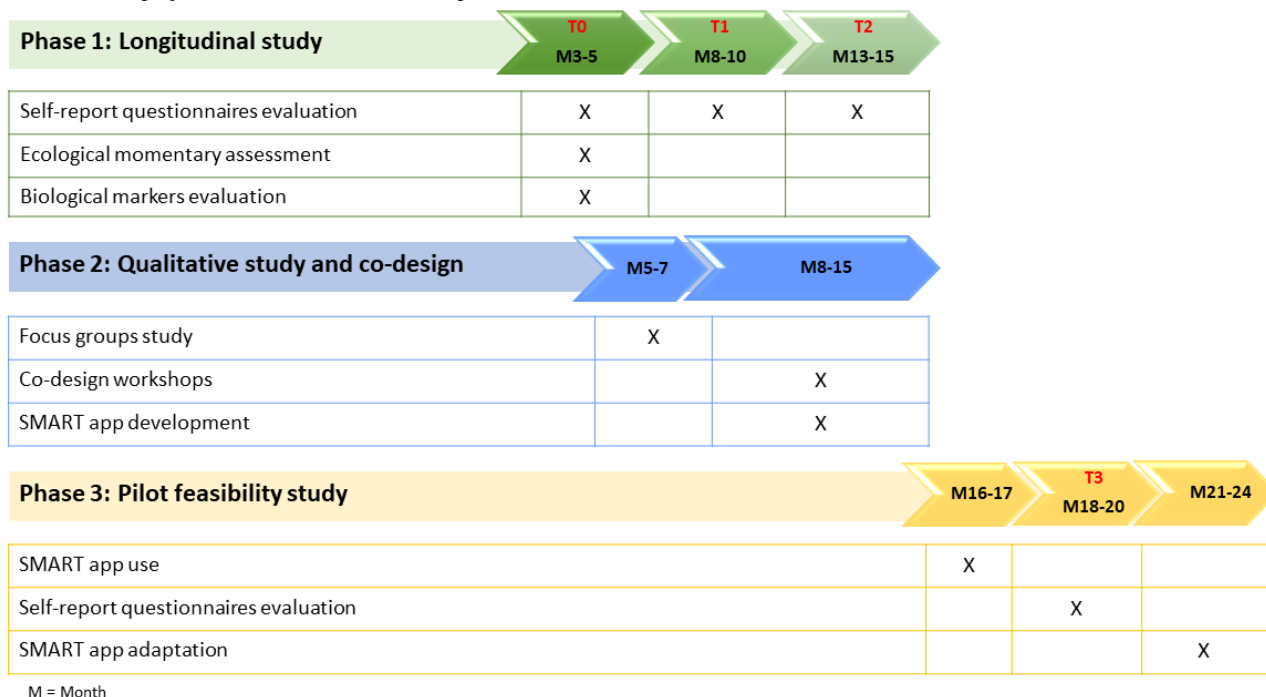 Phase 1: Longitudinal study
T0 T1 T2
M3-5 M8-10 M13-15
Self-report questionnaires evaluation X X X
Ecological momentary assessment X
Biological markers evaluation X
Phase 2: Qualitative study and co-design M5-7 M8-15
Focus groups study X
Co-design workshops X
SMART app development X
Phase 3: Pilot feasibility study M16-17 T3 M21-24
M18-20
SMART app use X
Self-report questionnaires evaluation X
SMART app adaptation X
M = Month